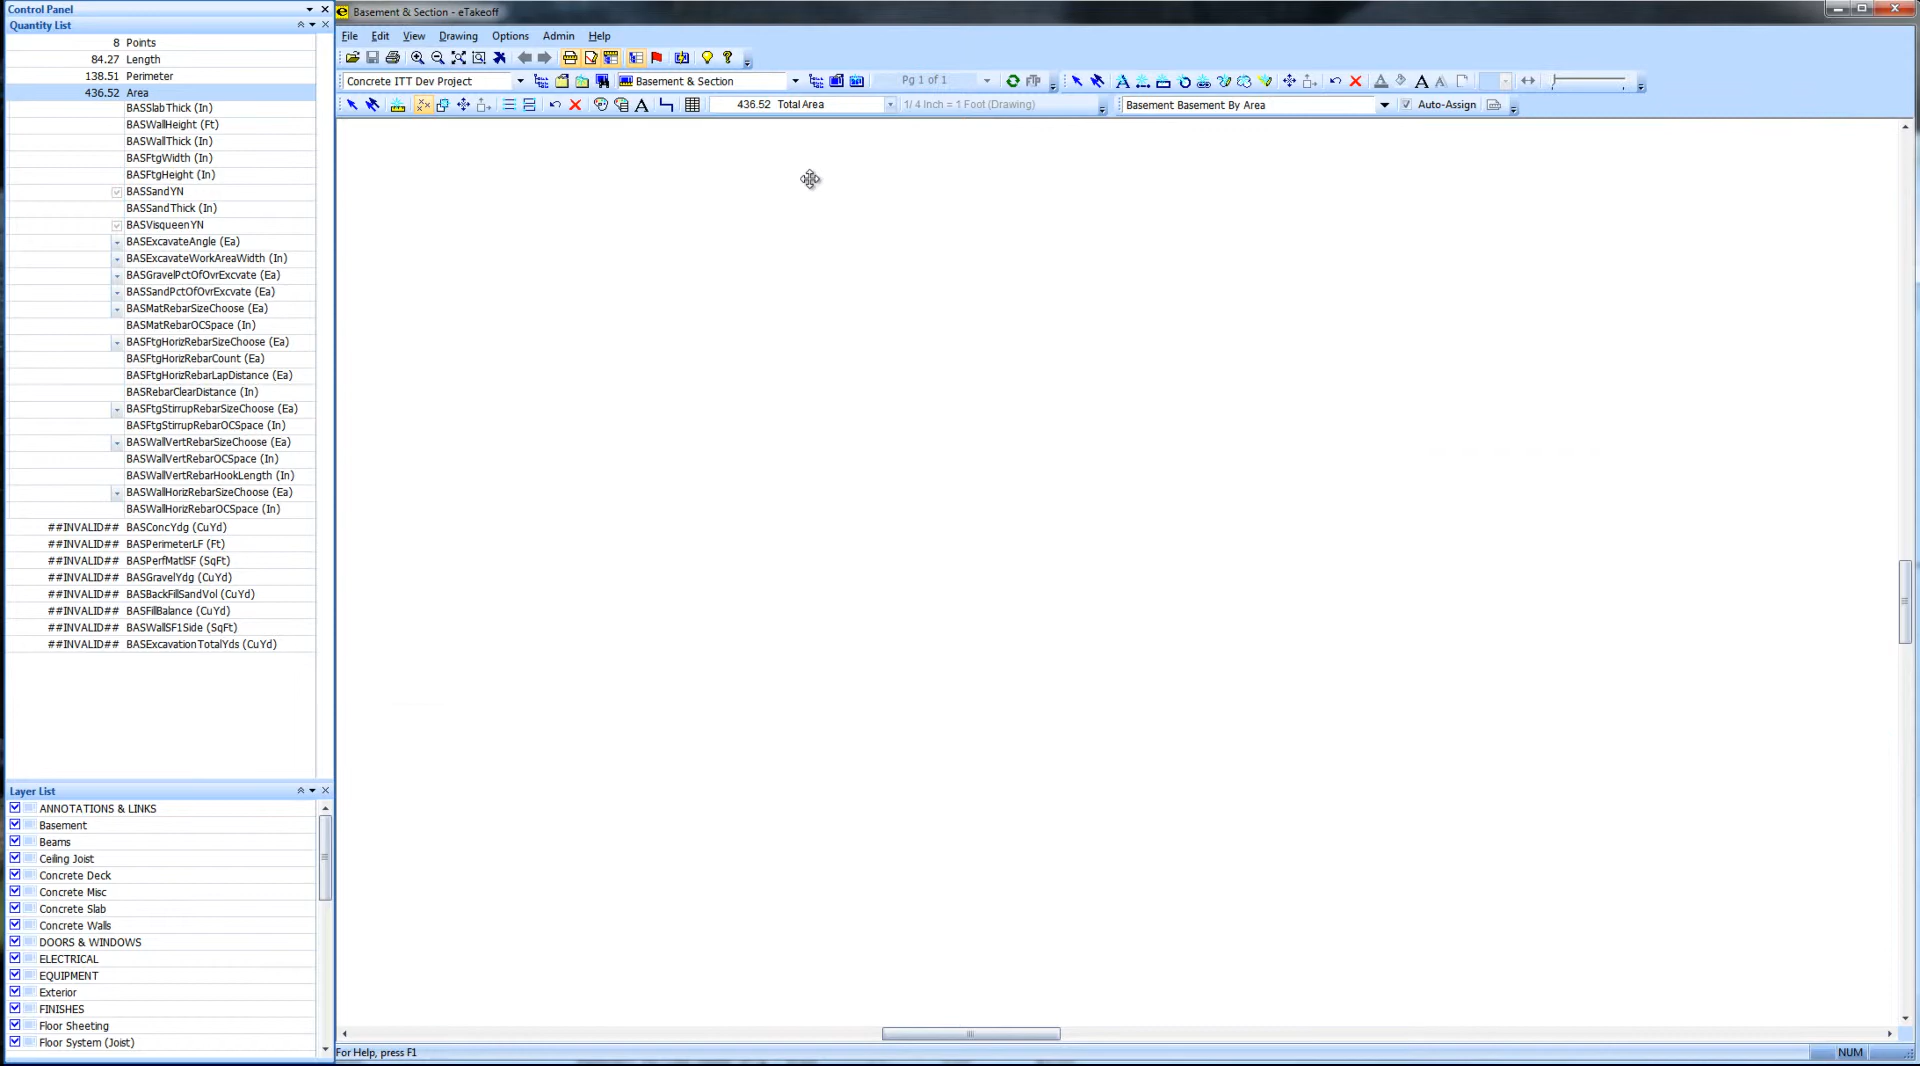 Control Panel
Quantity List
8 Points
84.27 Length
138.51 Perimeter
436.52 Area
BASSlabThick (In)
BASWallHeight (Ft)
BASWallThick (In)
BASFtgWidth (In)
BASFtgHeight (In)
BASSandYN
BASSandThick (In)
BASVisqueenYN
BASExcavateAngle (Ea)
BASExcavateWorkAreaWidth (In)
BASGravelPctOfOvrExcvate (Ea)
BASSandPctOfOvrExcvate (Ea)
BASMatRebarSizeChoose (Ea)
BASMatRebarOCSpace (In)
BASFtgHorizRebarSizeChoose (Ea)
BASFtgHorizRebarCount (Ea)
BASFtgHorizRebarLapDistance (Ea)
BASRebarClearDistance (In)
BASFtgStirrupRebarSizeChoose (Ea)
BASFtgStirrupRebarOCSpace (In)
BASWallVertRebarSizeChoose (Ea)
BASWallVertRebarOCSpace (In)
BASWallVertRebarHookLength (In)
BASWallHorizRebarSizeChoose (Ea)
BASWallHorizRebarOCSpace (In)
##INVALID## BASConcYdg (CuYd)
##INVALID## BASPerimeterLF (Ft)
##INVALID## BASPerfMatlSF (SqFt)
##INVALID## BASGravelYdg (CuYd)
##INVALID## BASBackFillSandVol (CuYd)
##INVALID## BASFillBalance (CuYd)
##INVALID## BASWallSF1Side (SqFt)
##INVALID## BASExcavationTotalYds (CuYd)
Layer List
ANNOTATIONS & LINKS
Basement
Beams
Ceiling Joist
Concrete Deck
Concrete Misc
Concrete Slab
Concrete Walls
DOORS & WINDOWS
ELECTRICAL
EQUIPMENT
Exterior
FINISHES
Floor Sheeting
Floor System (Joist)
Basement & Section - eTakeoff
File Edit View Drawing Options Admin Help
Concrete ITT Dev Project Basement & Section Pg 1 of 1
436.52 Total Area 1/ 4 Inch = 1 Foot (Drawing) Basement Basement By Area Auto-Assign
For Help, press F1
NUM